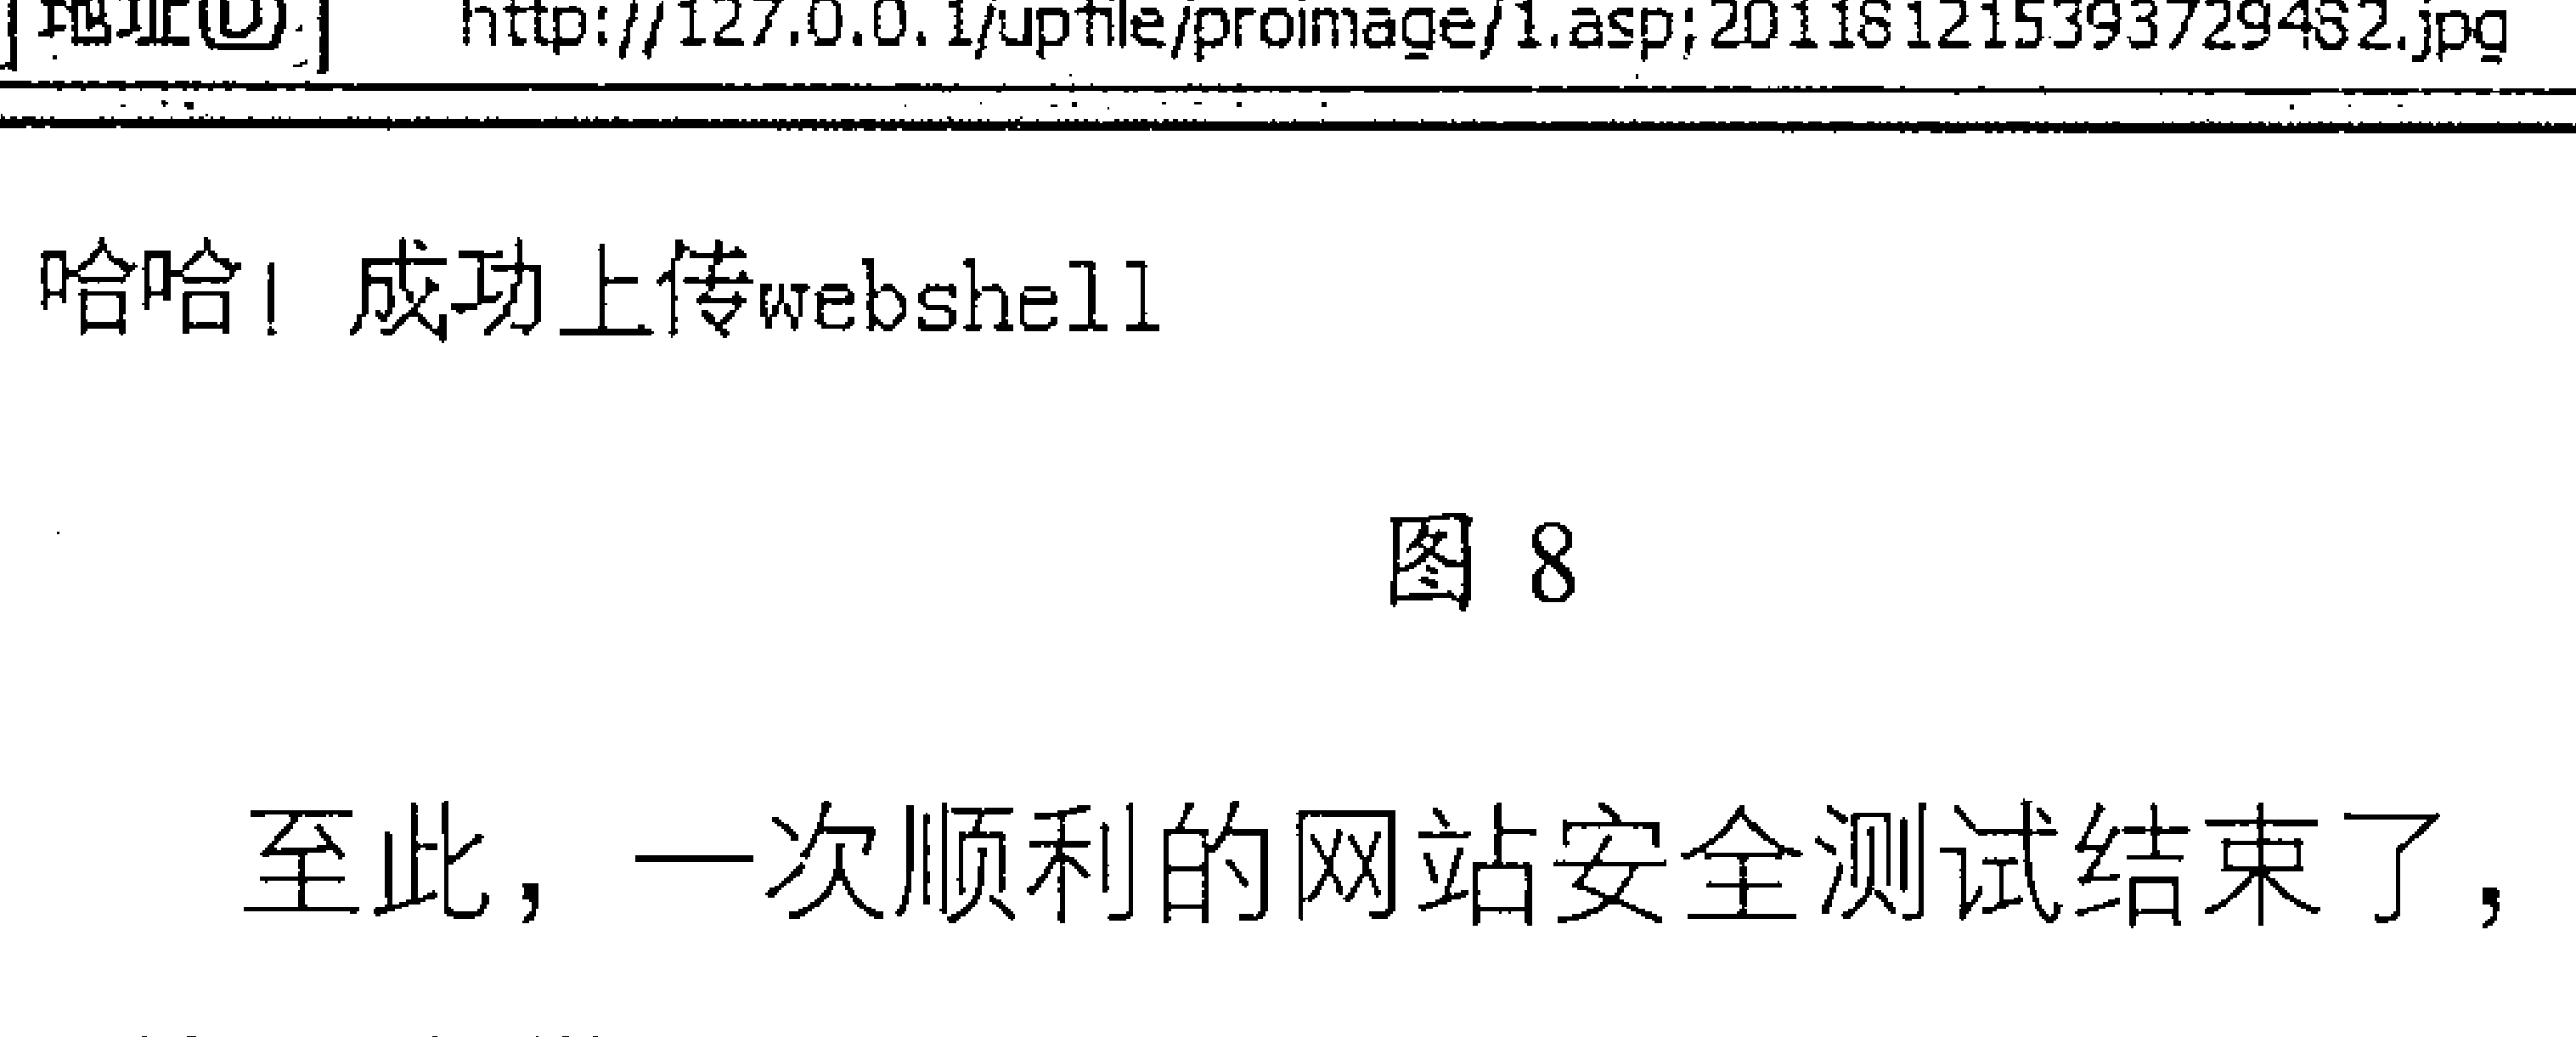 地址(D) http://127.0.0.1/upfile/proimage/1.asp;201181215393729482.jpg
哈哈! 成功上传webshell
图 8
至此，一次顺利的网站安全测试结束了，